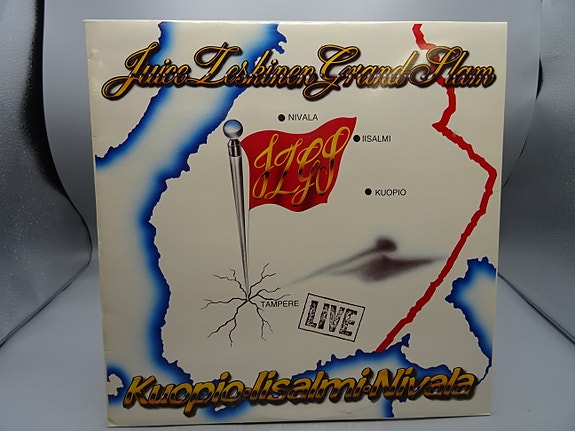 Juice Leskinen Grand Slam
NIVALA
IISALMI
JLGS
KUOPIO
TAMPERE
LIVE
Kuopio·Iisalmi·Nivala